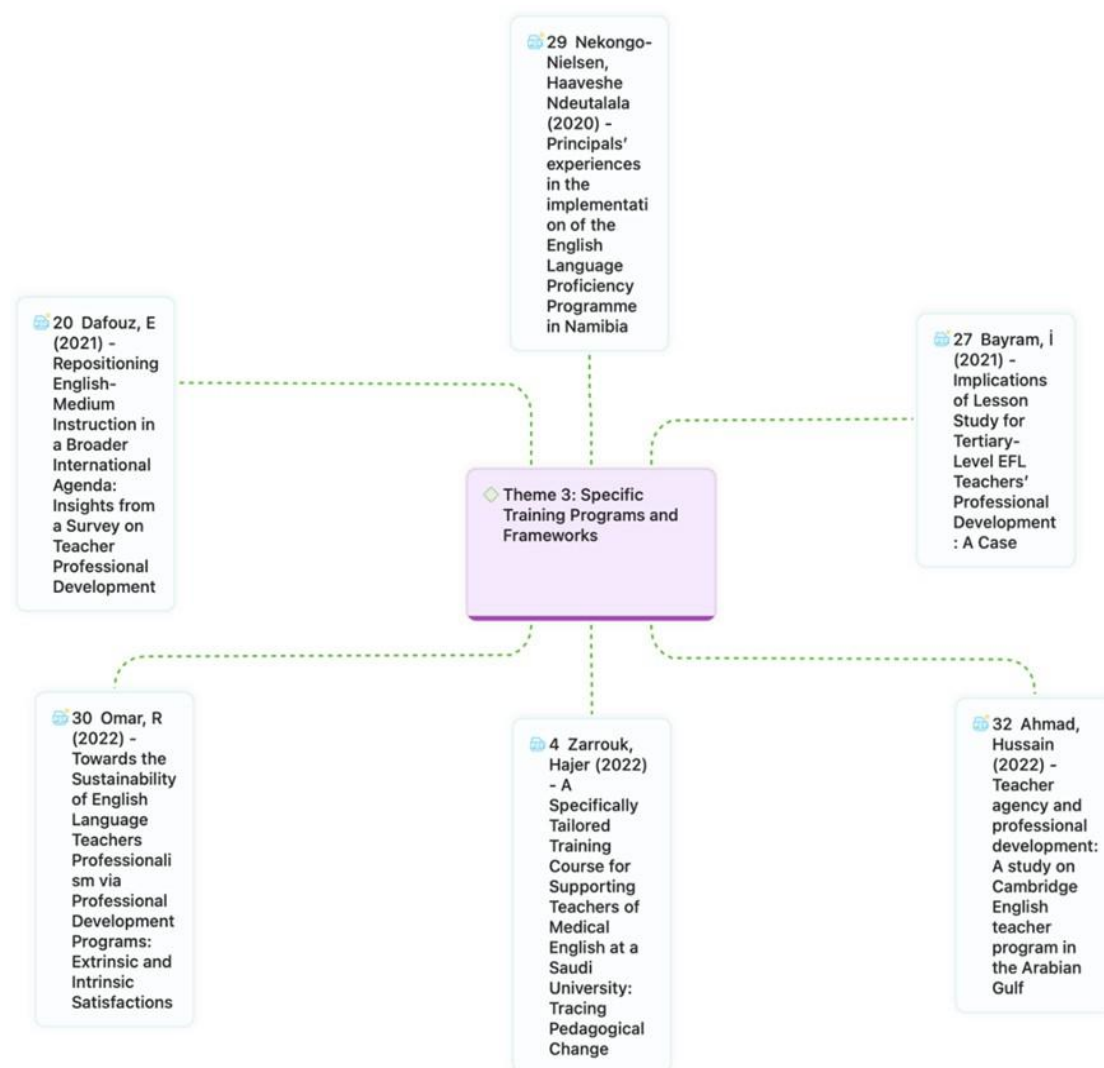 29 Nekongo-
Nielsen,
Haaveshe
Ndeutalala
(2020) -
Principals’
experiences
in the
implementati
on of the
English
Language
Proficiency
Programme
in Namibia
20 Dafouz, E
(2021) -
Repositioning
English-
Medium
Instruction in
a Broader
International
Agenda:
Insights from
a Survey on
Teacher
Professional
Development
27 Bayram, İ
(2021) -
Implications
of Lesson
Study for
Tertiary-
Level EFL
Teachers’
Professional
Development
: A Case
Theme 3: Specific
Training Programs and
Frameworks
30 Omar, R
(2022) -
Towards the
Sustainability
of English
Language
Teachers
Professionali
sm via
Professional
Development
Programs:
Extrinsic and
Intrinsic
Satisfactions
4 Zarrouk,
Hajer (2022)
- A
Specifically
Tailored
Training
Course for
Supporting
Teachers of
Medical
English at a
Saudi
University:
Tracing
Pedagogical
Change
32 Ahmad,
Hussain
(2022) -
Teacher
agency and
professional
development:
A study on
Cambridge
English
teacher
program in
the Arabian
Gulf